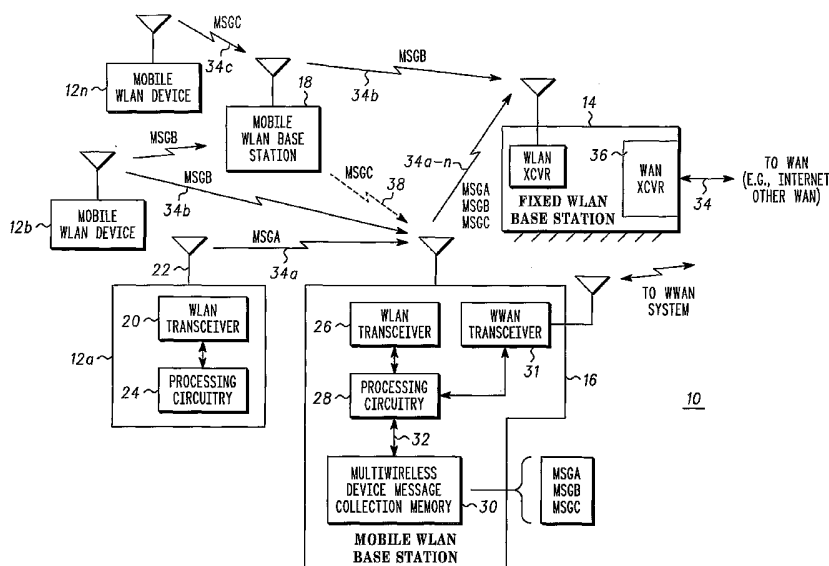 MSGC
34c
12n
MOBILE
WLAN DEVICE
18
MOBILE
WLAN BASE
STATION
MSGB
34b
14
WLAN
XCVR
36
WAN
XCVR
FIXED WLAN
BASE STATION
34
TO WAN
(E.G., INTERNET
OTHER WAN)
MSGB
MSGB
34b
12b
MOBILE
WLAN DEVICE
MSGC
38
34a-n
MSGA
MSGB
MSGC
MSGA
34a
22
20
WLAN
TRANSCEIVER
12a
24
PROCESSING
CIRCUITRY
26
WLAN
TRANSCEIVER
WWAN
TRANSCEIVER
31
TO WWAN
SYSTEM
16
28
PROCESSING
CIRCUITRY
32
10
MULTIWIRELESS
DEVICE MESSAGE
COLLECTION MEMORY
30
MSGA
MSGB
MSGC
MOBILE WLAN
BASE STATION